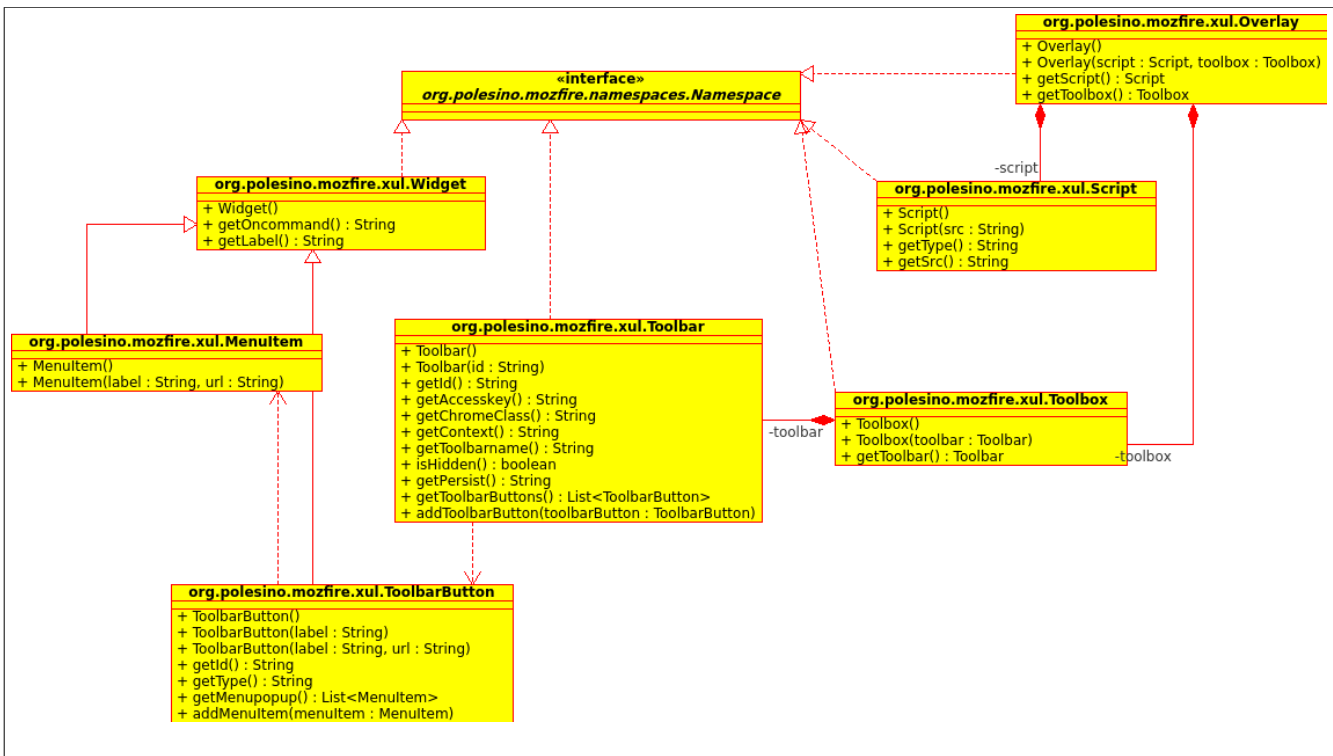 org.polesino.mozfire.xul.Overlay
+ Overlay()
+ Overlay(script : Script, toolbox : Toolbox)
+ getScript() : Script
+ getToolbox() : Toolbox
«interface»
org.polesino.mozfire.namespaces.Namespace
-script
org.polesino.mozfire.xul.Widget
+ Widget()
+ getOncommand() : String
+ getLabel() : String
org.polesino.mozfire.xul.Script
+ Script()
+ Script(src : String)
+ getType() : String
+ getSrc() : String
org.polesino.mozfire.xul.MenuItem
+ MenuItem()
+ MenuItem(label : String, url : String)
org.polesino.mozfire.xul.Toolbar
+ Toolbar()
+ Toolbar(id : String)
+ getId() : String
+ getAccesskey() : String
+ getChromeClass() : String
+ getContext() : String
+ getToolbarname() : String
+ isHidden() : boolean
+ getPersist() : String
+ getToolbarButtons() : List<ToolbarButton>
+ addToolbarButton(toolbarButton : ToolbarButton)
-toolbar
org.polesino.mozfire.xul.Toolbox
+ Toolbox()
+ Toolbox(toolbar : Toolbar)
+ getToolbar() : Toolbar
-toolbox
org.polesino.mozfire.xul.ToolbarButton
+ ToolbarButton()
+ ToolbarButton(label : String)
+ ToolbarButton(label : String, url : String)
+ getId() : String
+ getType() : String
+ getMenupopup() : List<MenuItem>
+ addMenuItem(menuItem : MenuItem)